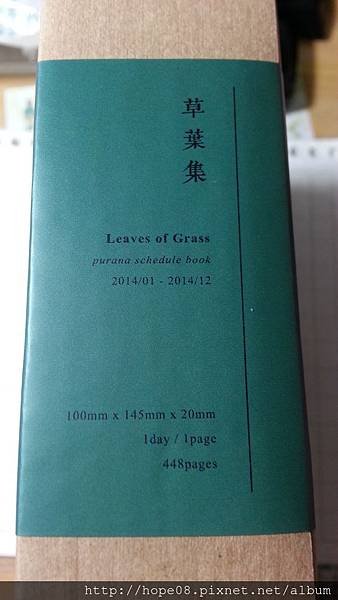 草葉集
Leaves of Grass
purana schedule book
2014/01 - 2014/12
100mm x 145mm x 20mm
1day / 1page
448pages
http://hope08.pixnet.net/album